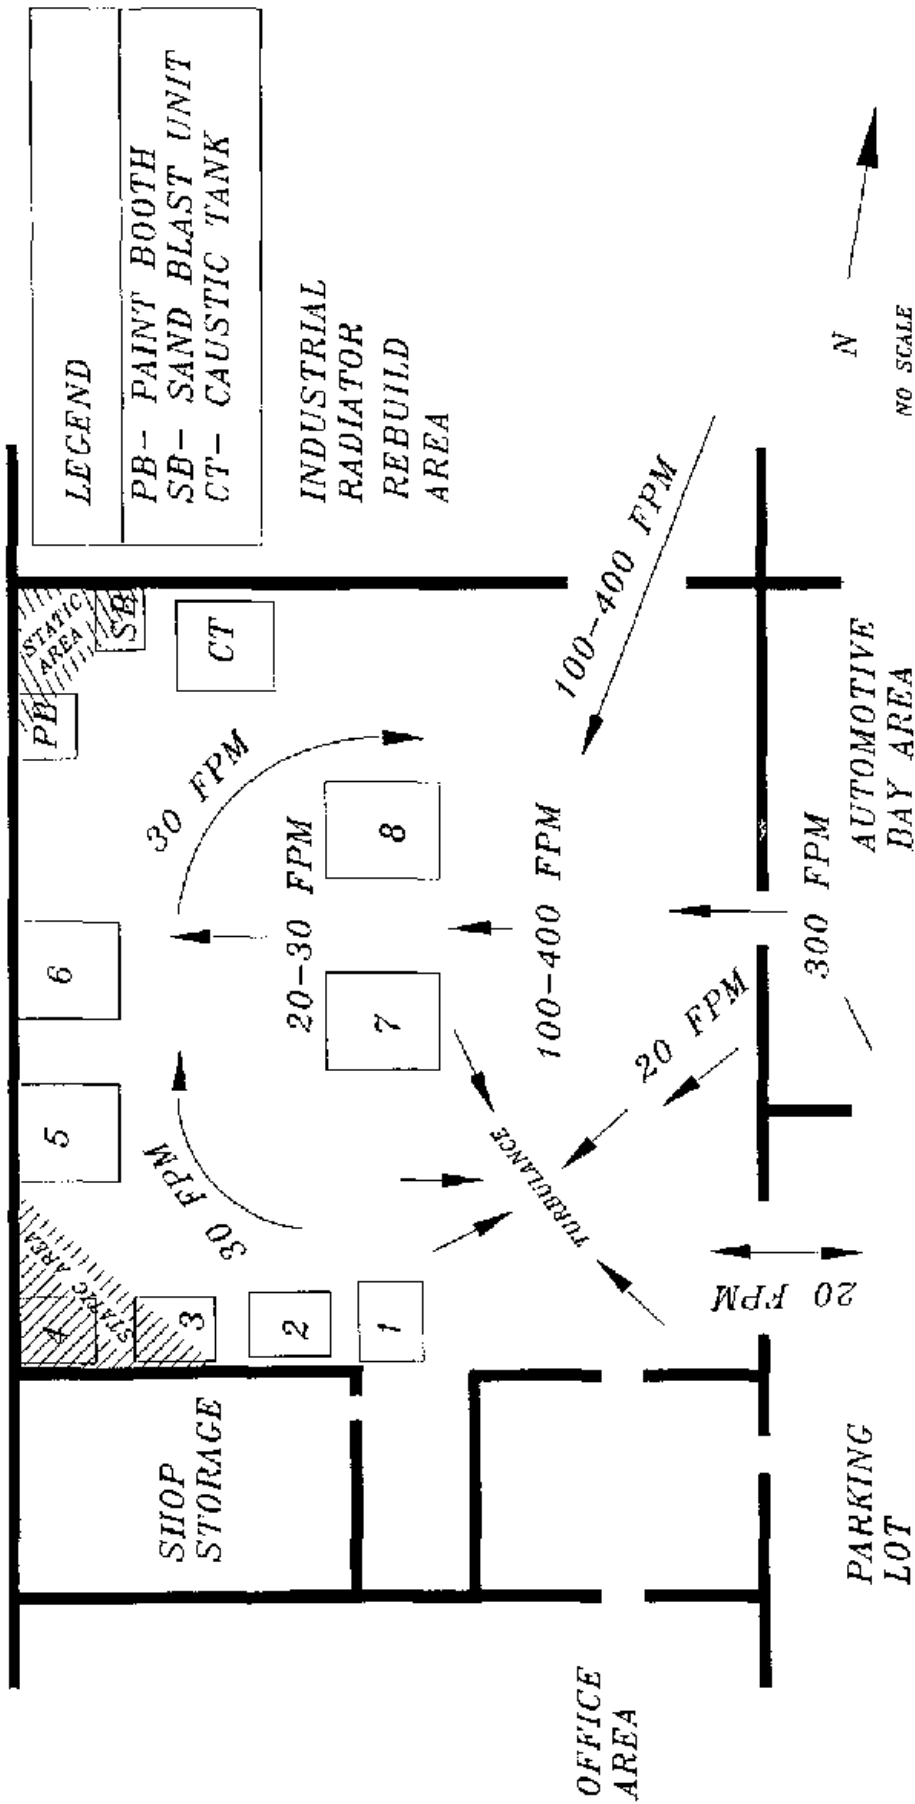 LEGEND
PB- PAINT BOOTH
SB- SAND BLAST UNIT
CT- CAUSTIC TANK
INDUSTRIAL
RADIATOR
REBUILD
AREA
SHOP
STORAGE
4
STATIC AREA
3
2
1
5
6
30 FPM
30 FPM
PB
STATIC
AREA
SB
CT
20-30 FPM
7
8
TURBULANCE
100-400 FPM
100-400 FPM
20 FPM
20 FPM
300 FPM
OFFICE
AREA
PARKING
LOT
AUTOMOTIVE
BAY AREA
N
NO SCALE